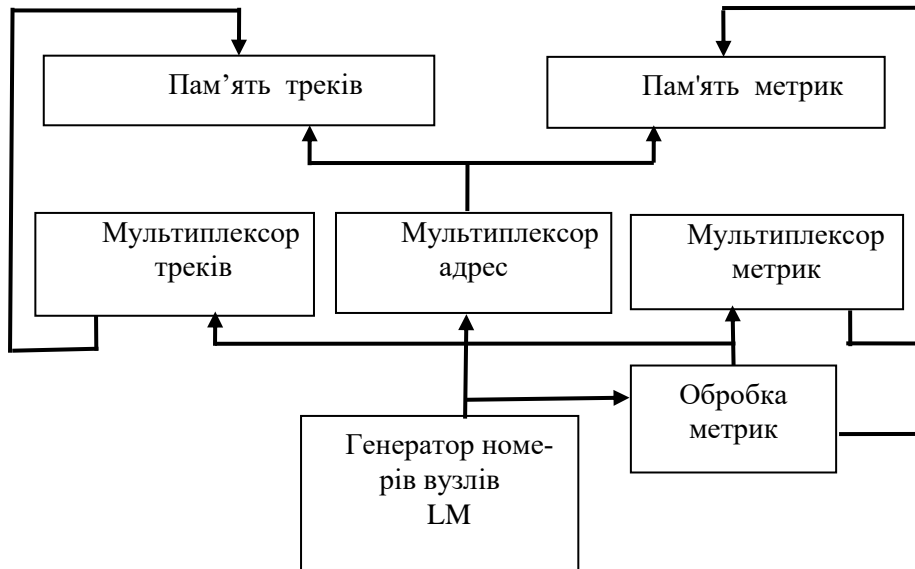 Пам’ять треків
Пам'ять метрик
Мультиплексор
треків
Мультиплексор
адрес
Мультиплексор
метрик
Обробка
метрик
Генератор номе-
рів вузлів
LM